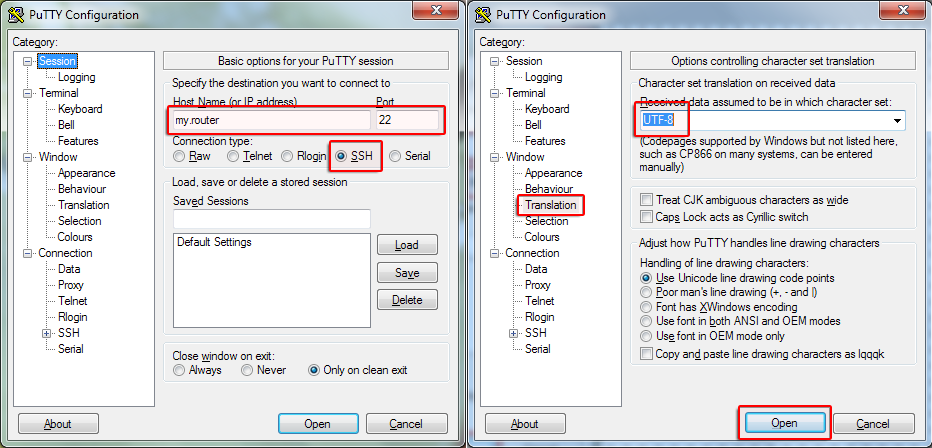 PuTTY Configuration
Category:
Session
Logging
Terminal
Keyboard
Bell
Features
Window
Appearance
Behaviour
Translation
Selection
Colours
Connection
Data
Proxy
Telnet
Rlogin
SSH
Serial
Basic options for your PuTTY session
Specify the destination you want to connect to
Host Name (or IP address) Port
my.router 22
Connection type:
Raw Telnet Rlogin SSH Serial
Load, save or delete a stored session
Saved Sessions
Default Settings
Load
Save
Delete
Close window on exit:
Always Never Only on clean exit
About Open Cancel
PuTTY Configuration
Category:
Session
Logging
Terminal
Keyboard
Bell
Features
Window
Appearance
Behaviour
Translation
Selection
Colours
Connection
Data
Proxy
Telnet
Rlogin
SSH
Serial
Options controlling character set translation
Character set translation on received data
Received data assumed to be in which character set:
UTF-8
(Codepages supported by Windows but not listed here,
such as CP866 on many systems, can be entered
manually)
Treat CJK ambiguous characters as wide
Caps Lock acts as Cyrillic switch
Adjust how PuTTY handles line drawing characters
Handling of line drawing characters:
Use Unicode line drawing code points
Poor man's line drawing (+, - and |)
Font has XWindows encoding
Use font in both ANSI and OEM modes
Use font in OEM mode only
Copy and paste line drawing characters as lqqqk
About Open Cancel